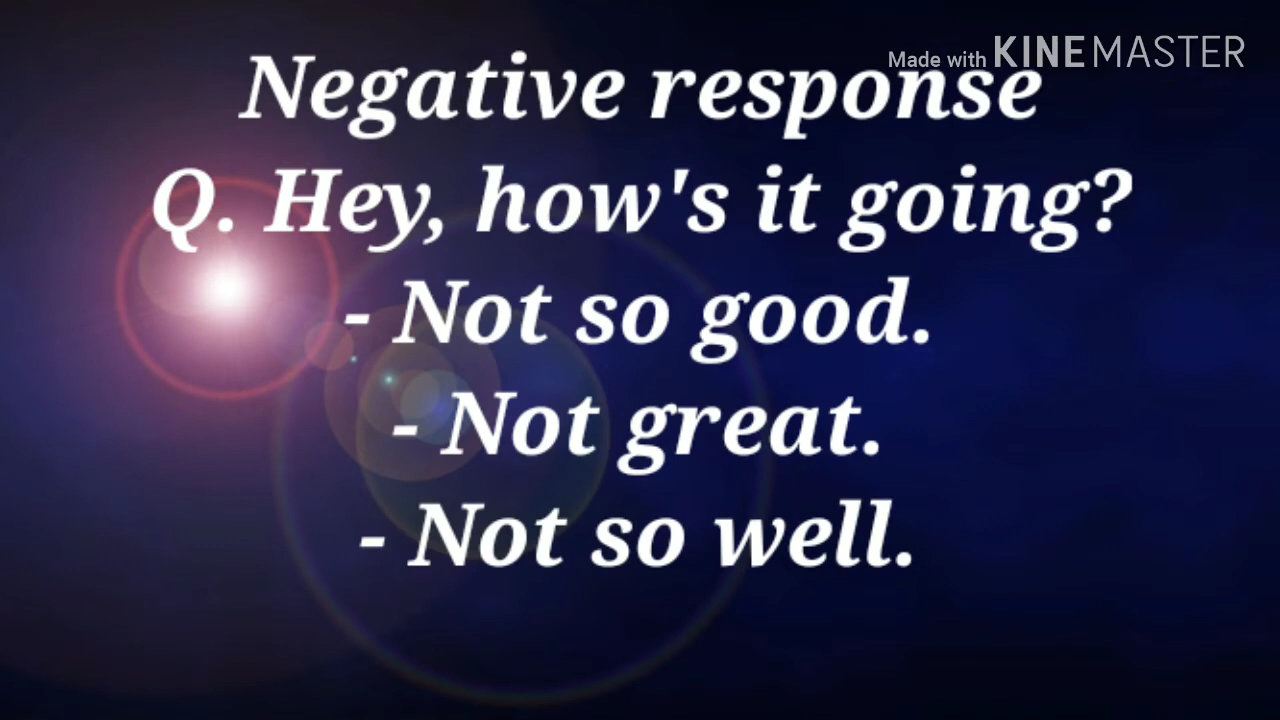 Made with KINEMASTER
Negative response
Q. Hey, how's it going?
- Not so good.
- Not great.
- Not so well.